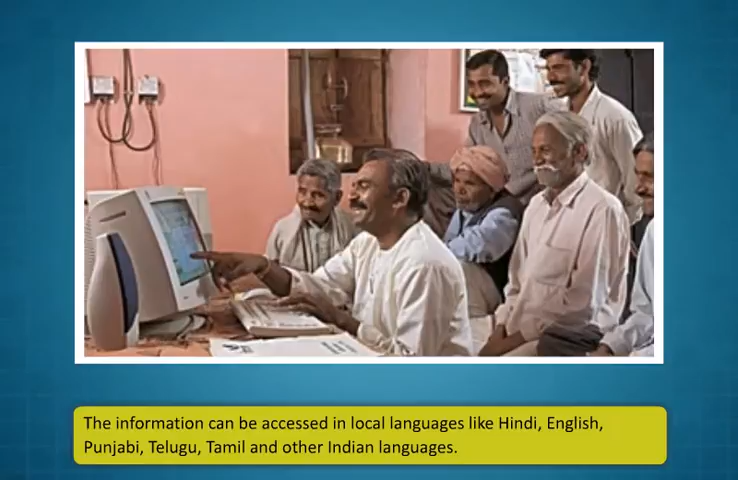 The information can be accessed in local languages like Hindi, English,
Punjabi, Telugu, Tamil and other Indian languages.